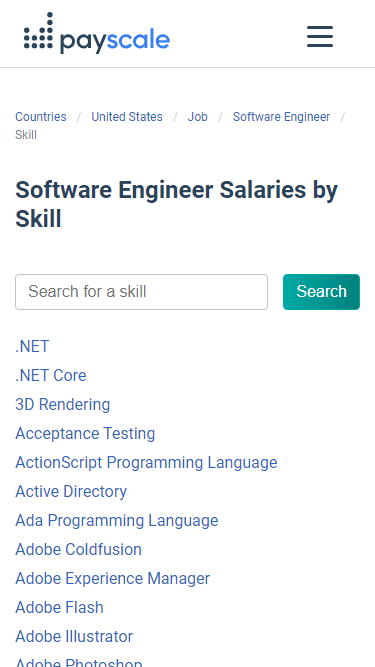 payscale
Countries / United States / Job / Software Engineer /
Skill
Software Engineer Salaries by
Skill
Search for a skill
Search
.NET
.NET Core
3D Rendering
Acceptance Testing
ActionScript Programming Language
Active Directory
Ada Programming Language
Adobe Coldfusion
Adobe Experience Manager
Adobe Flash
Adobe Illustrator
Adobe Photoshop